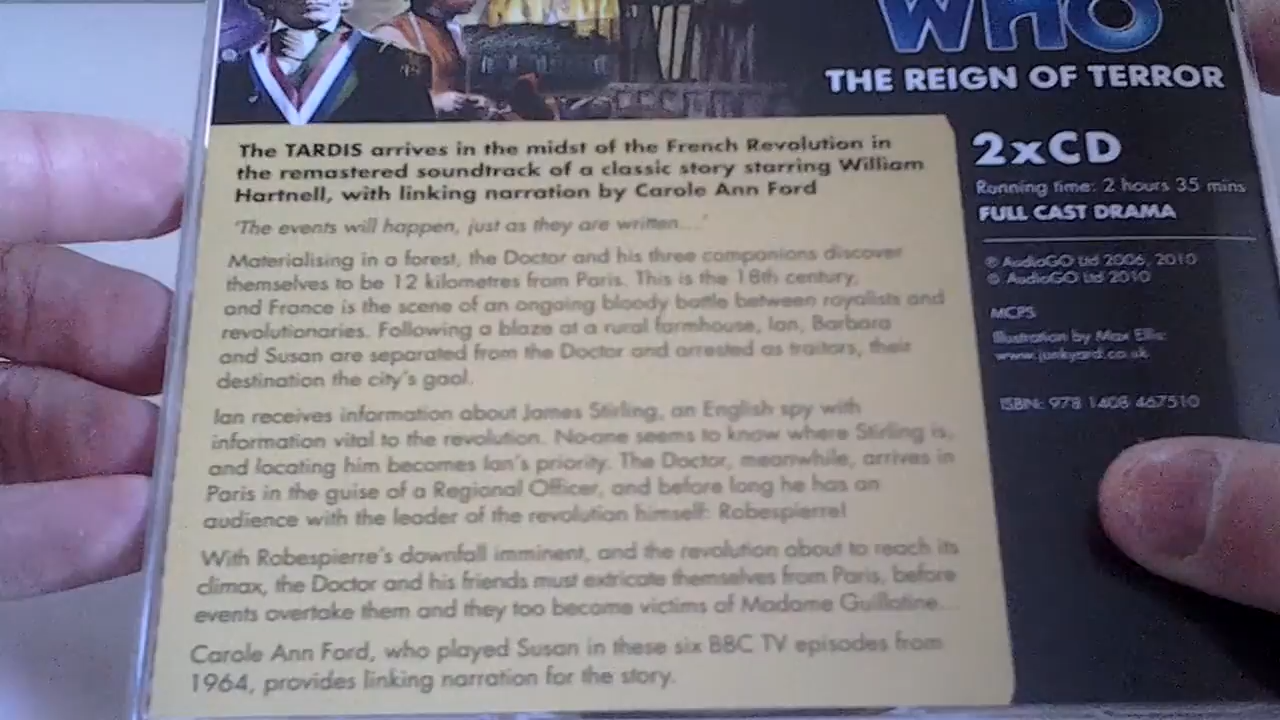 WHO
THE REIGN OF TERROR
The TARDIS arrives in the midst of the French Revolution in
the remastered soundtrack of a classic story starring William
Hartnell, with linking narration by Carole Ann Ford
'The events will happen, just as they are written...'
Materialising in a forest, the Doctor and his three companions discover
themselves to be 12 kilometres from Paris. This is the 18th century,
and France is the scene of an ongoing bloody battle between royalists and
revolutionaries. Following a blaze at a rural farmhouse, Ian, Barbara
and Susan are separated from the Doctor and arrested as traitors, their
destination the city's gaol.
Ian receives information about James Stirling, an English spy with
information vital to the revolution. No-one seems to know where Stirling is,
and locating him becomes Ian's priority. The Doctor, meanwhile, arrives in
Paris in the guise of a Regional Officer, and before long he has an
audience with the leader of the revolution himself: Robespierre!
With Robespierre's downfall imminent, and the revolution about to reach its
climax, the Doctor and his friends must extricate themselves from Paris, before
events overtake them and they too become victims of Madame Guillotine...
Carole Ann Ford, who played Susan in these six BBC TV episodes from
1964, provides linking narration for the story.
2xCD
Running time: 2 hours 35 mins
FULL CAST DRAMA
℗ AudioGO Ltd 2006, 2010
© AudioGO Ltd 2010
MCPS
Illustration by Max Ellis:
www.junkyard.co.uk
ISBN: 978 1408 467510